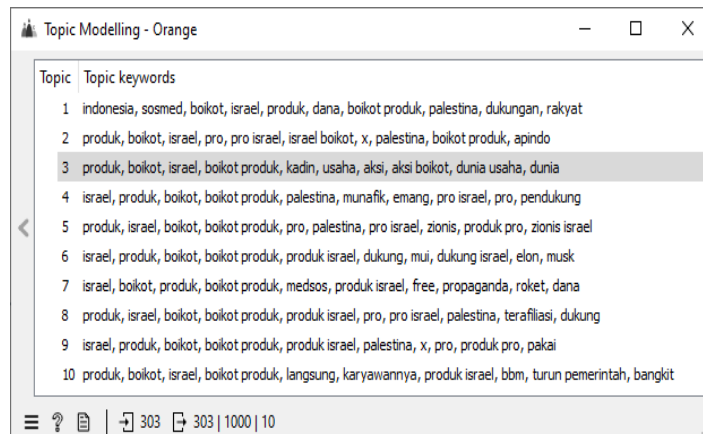 Topic Modelling - Orange
Topic Topic keywords
1 indonesia, sosmed, boikot, israel, produk, dana, boikot produk, palestina, dukungan, rakyat
2 produk, boikot, israel, pro, pro israel, israel boikot, x, palestina, boikot produk, apindo
3 produk, boikot, israel, boikot produk, kadin, usaha, aksi, aksi boikot, dunia usaha, dunia
4 israel, produk, boikot, boikot produk, palestina, munafik, emang, pro israel, pro, pendukung
5 produk, israel, boikot, boikot produk, pro, palestina, pro israel, zionis, produk pro, zionis israel
6 israel, produk, boikot, boikot produk, produk israel, dukung, mui, dukung israel, elon, musk
7 israel, boikot, produk, boikot produk, medsos, produk israel, free, propaganda, roket, dana
8 produk, israel, boikot, boikot produk, produk israel, pro, pro israel, palestina, terafiliasi, dukung
9 israel, produk, boikot, boikot produk, produk israel, palestina, x, pro, produk pro, pakai
10 produk, boikot, israel, boikot produk, langsung, karyawannya, produk israel, bbm, turun pemerintah, bangkit
303 303 | 1000 | 10